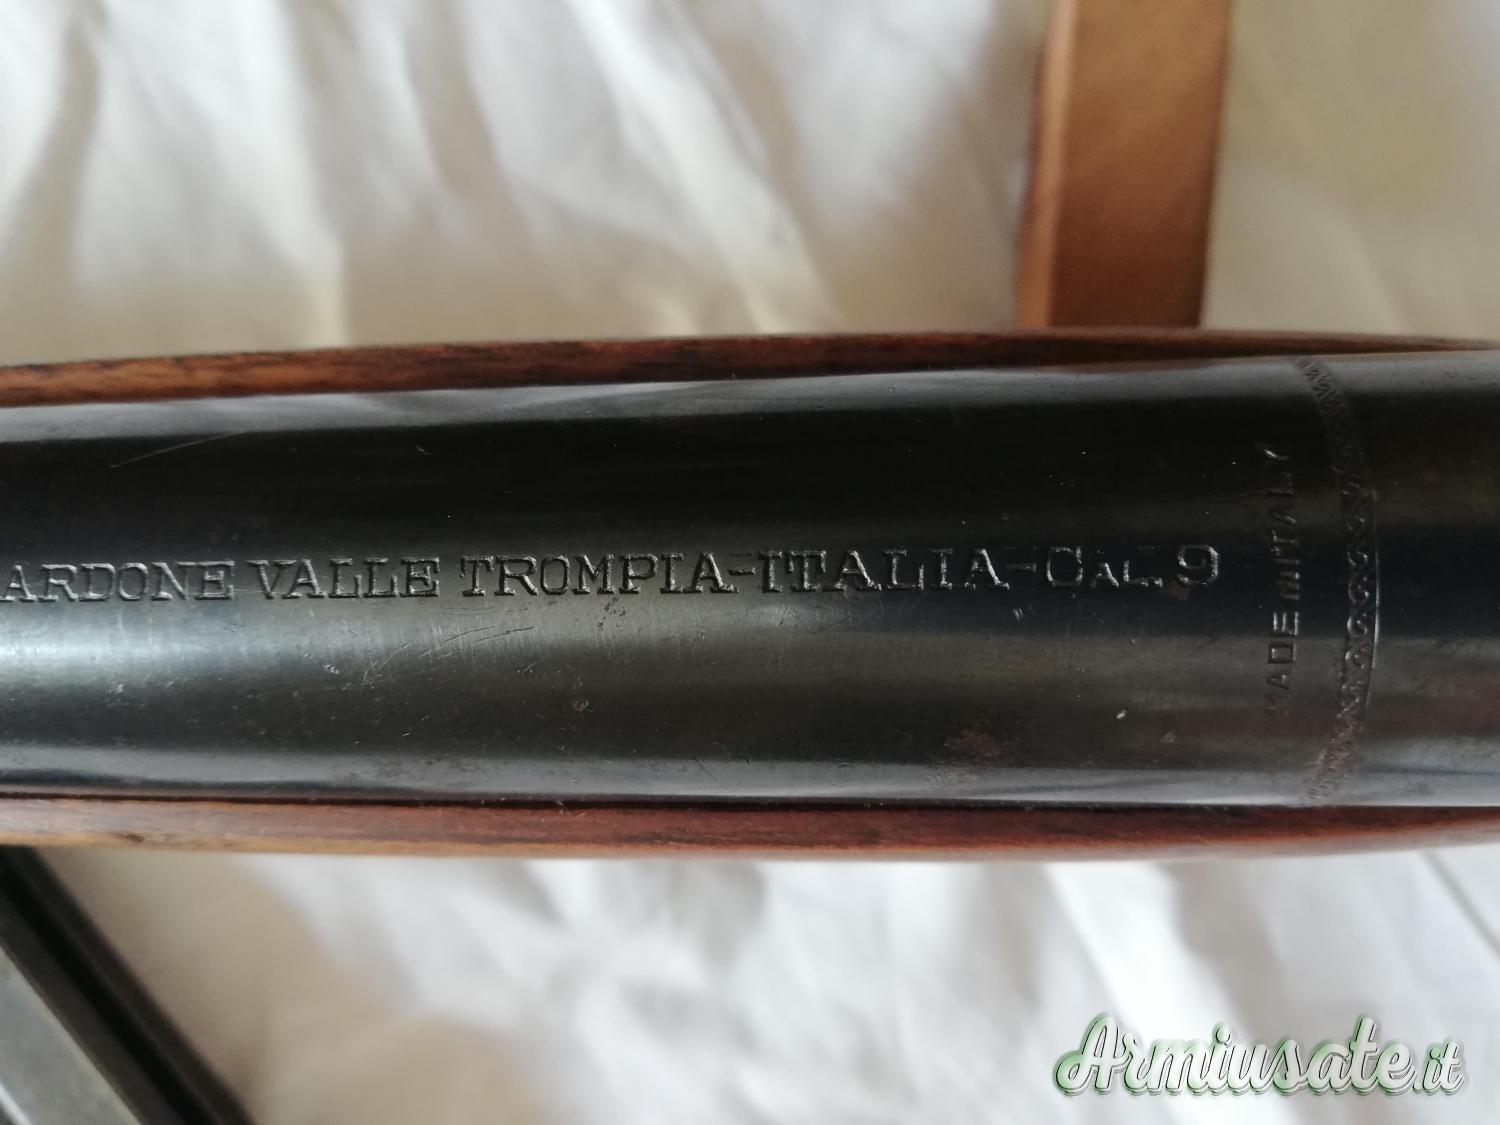 ARDONE VALLE TROMPIA-ITALIA-CAL. 9
MADE IN ITALY
Armiusate.it